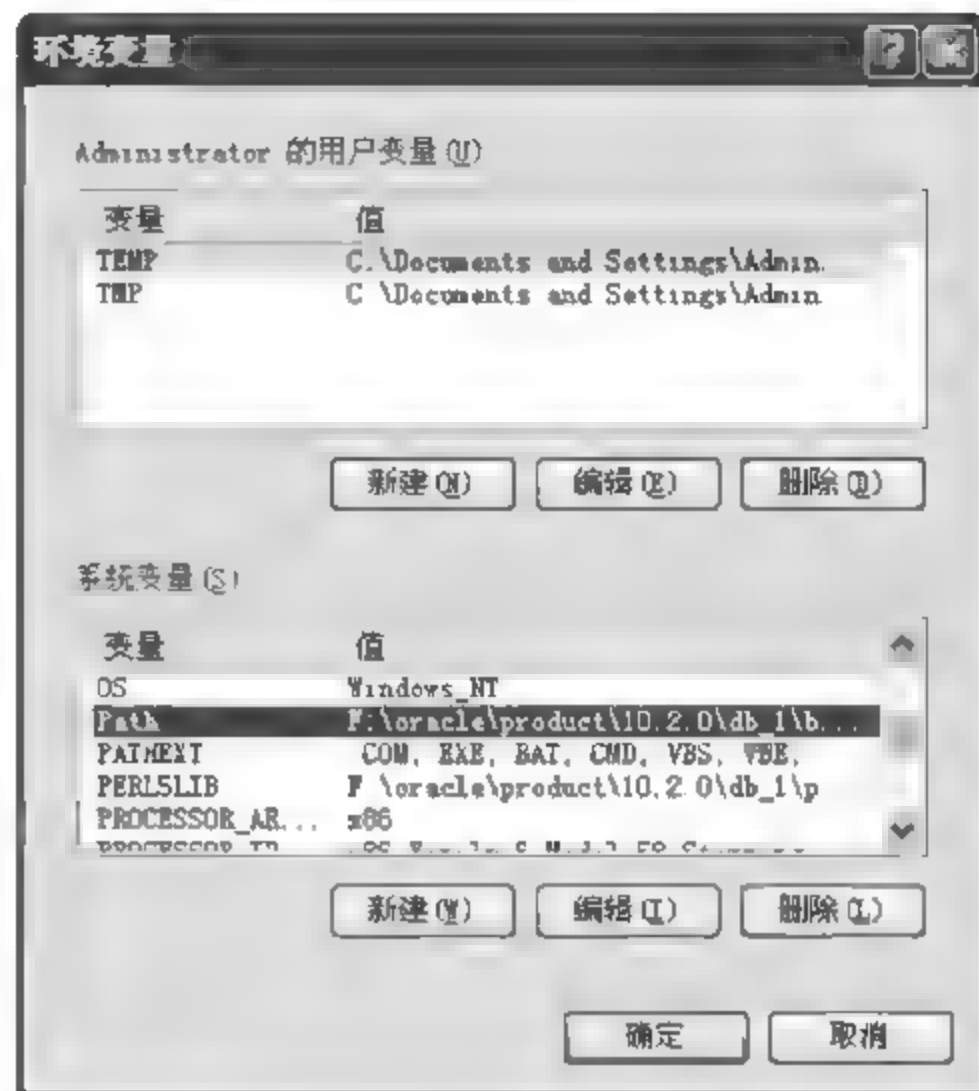 环境变量
Administrator 的用户变量(U)
变量 值
TEMP C:\Documents and Settings\Admin.
TMP C \Documents and Settings\Admin
新建(N) 编辑(E) 删除(D)
系统变量(S)
变量 值
OS Windows_NT
Path F:\oracle\product\10.2.0\db_1\b...
PATHEXT COM, EXE, BAT, CMD, VBS, VBE,
PERL5LIB F \oracle\product\10.2 0\db_1\p
PROCESSOR_AR... x86
新建(W) 编辑(I) 删除(L)
确定 取消